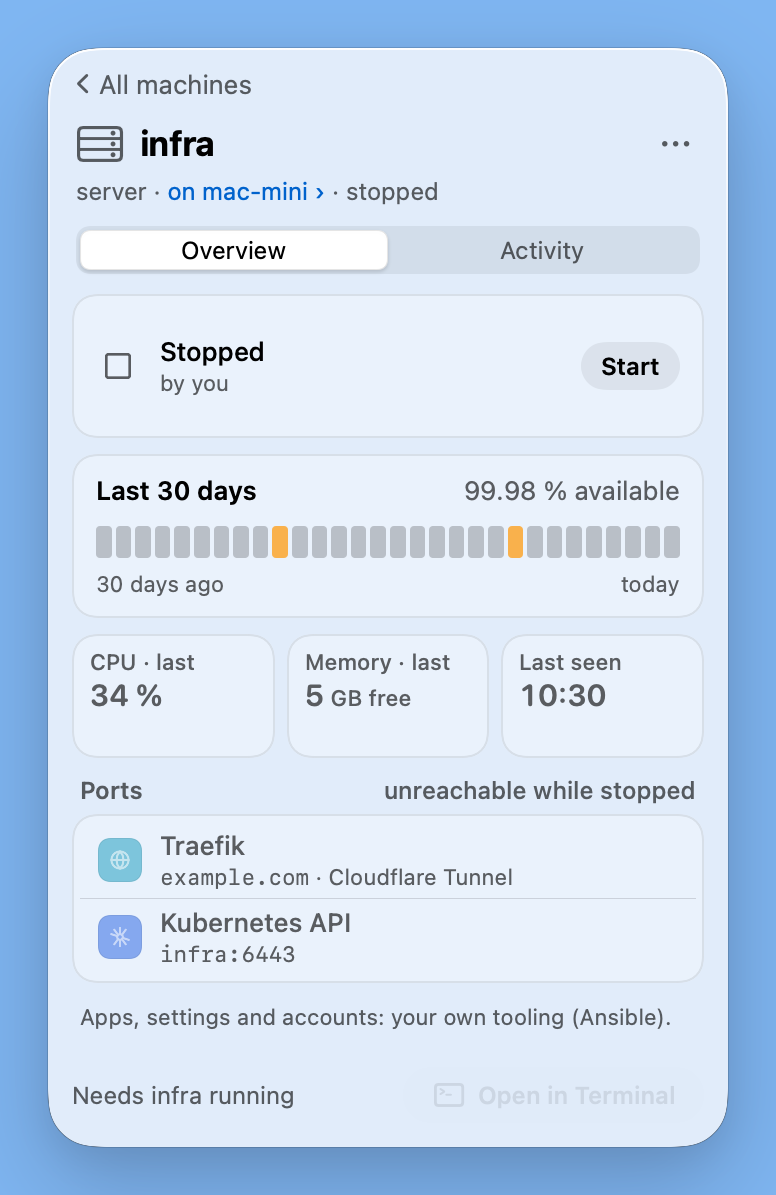 All machines
infra
server · on mac-mini › · stopped
Overview
Activity
Stopped
by you
Start
Last 30 days
99.98 % available
30 days ago
today
CPU · last
34 %
Memory · last
5 GB free
Last seen
10:30
Ports
unreachable while stopped
Traefik
example.com · Cloudflare Tunnel
Kubernetes API
infra:6443
Apps, settings and accounts: your own tooling (Ansible).
Needs infra running
Open in Terminal